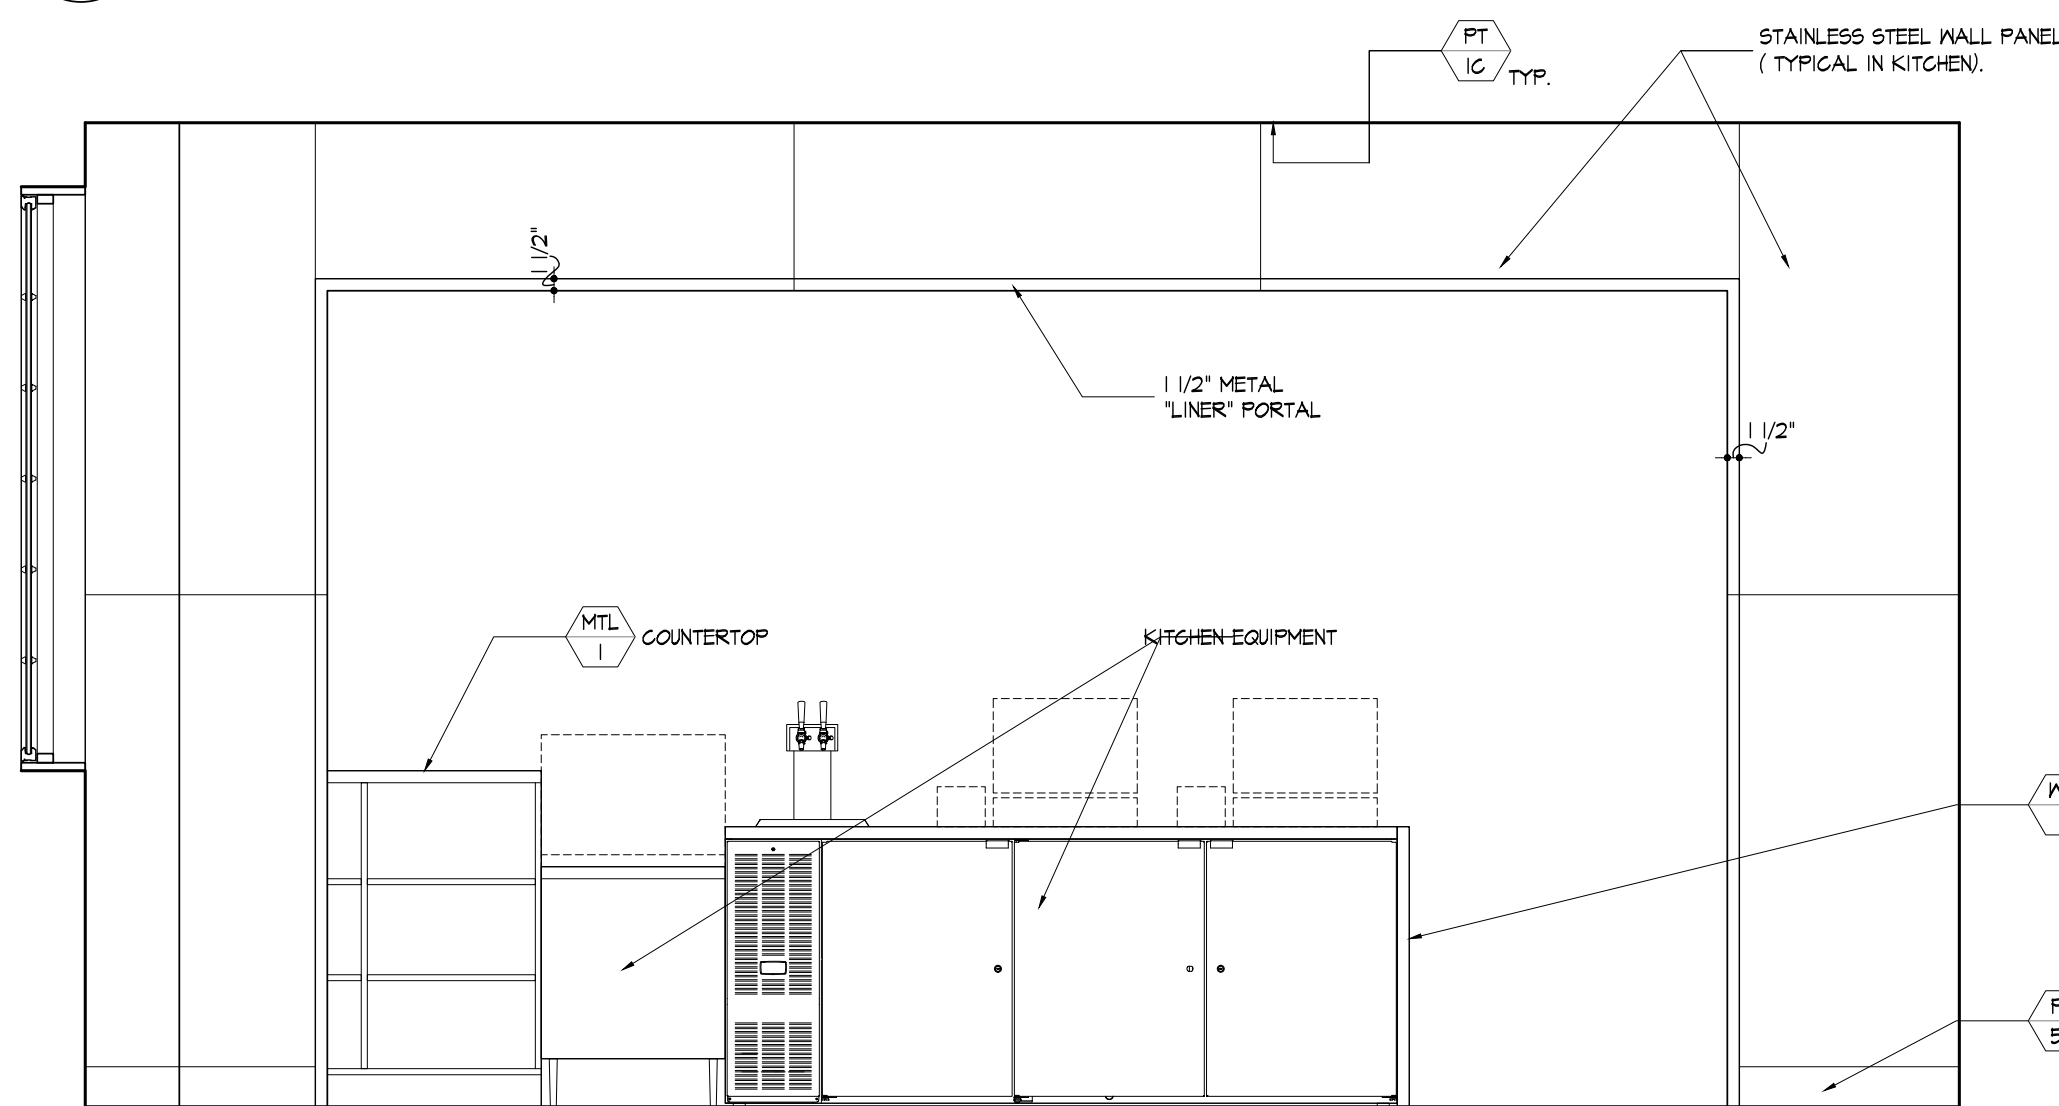 PT
1C
TYP.
STAINLESS STEEL WALL PANEL
( TYPICAL IN KITCHEN).
1 1/2"
1 1/2" METAL
"LINER" PORTAL
1 1/2"
MTL
1
COUNTERTOP
KITCHEN EQUIPMENT